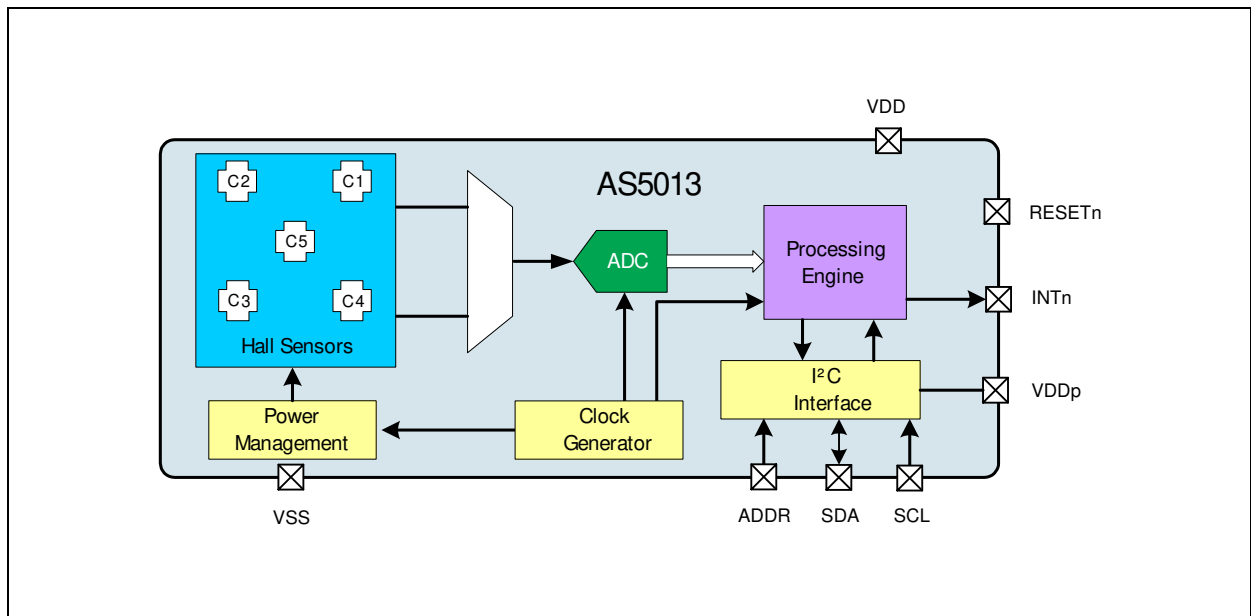 VDD
AS5013
C2
C1
C5
C3
C4
Hall Sensors
ADC
Processing
Engine
RESETn
INTn
I²C
Interface
VDDp
Power
Management
Clock
Generator
VSS
ADDR
SDA
SCL